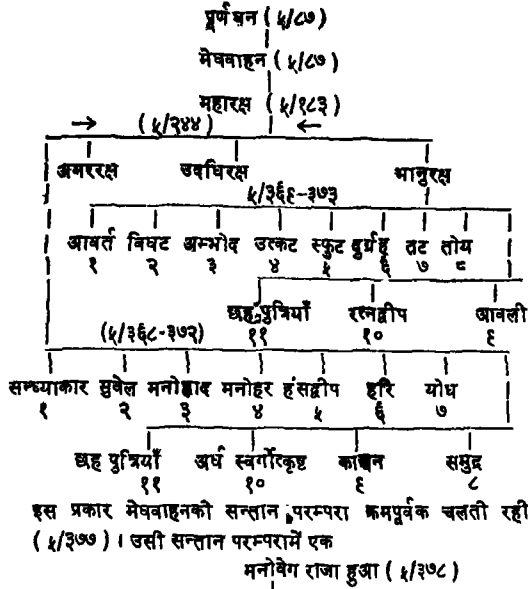 पूर्णघन ( ५/८७ )
मेघवाहन ( ५/८७ )
महारक्ष ( ५/१८३ )
( ५/२४४ )
अमररक्ष उदधिरक्ष भानुरक्ष
५/३६६-३७३
आवर्त विघट अम्भोद उत्कट स्फुट दुर्ग्रह तट तोय
१ २ ३ ४ ५ ६ ७ ८
छह पुत्रियाँ रत्नद्वीप आवली
११ १० ९
(५/३६८-३७२)
सन्ध्याकार सुवेल मनोह्लाद मनोहर हंसद्वीप हरि योध
१ २ ३ ४ ५ ६ ७
छह पुत्रियाँ अर्ध स्वर्गोत्कृष्ट काञ्चन समुद्र
११ १० ९ ८
इस प्रकार मेघवाहनकी सन्तान परम्परा क्रमपूर्वक चलती रही
( ५/३७७ ) । उसी सन्तान परम्परामें एक
मनोवेग राजा हुआ ( ५/३७८ )